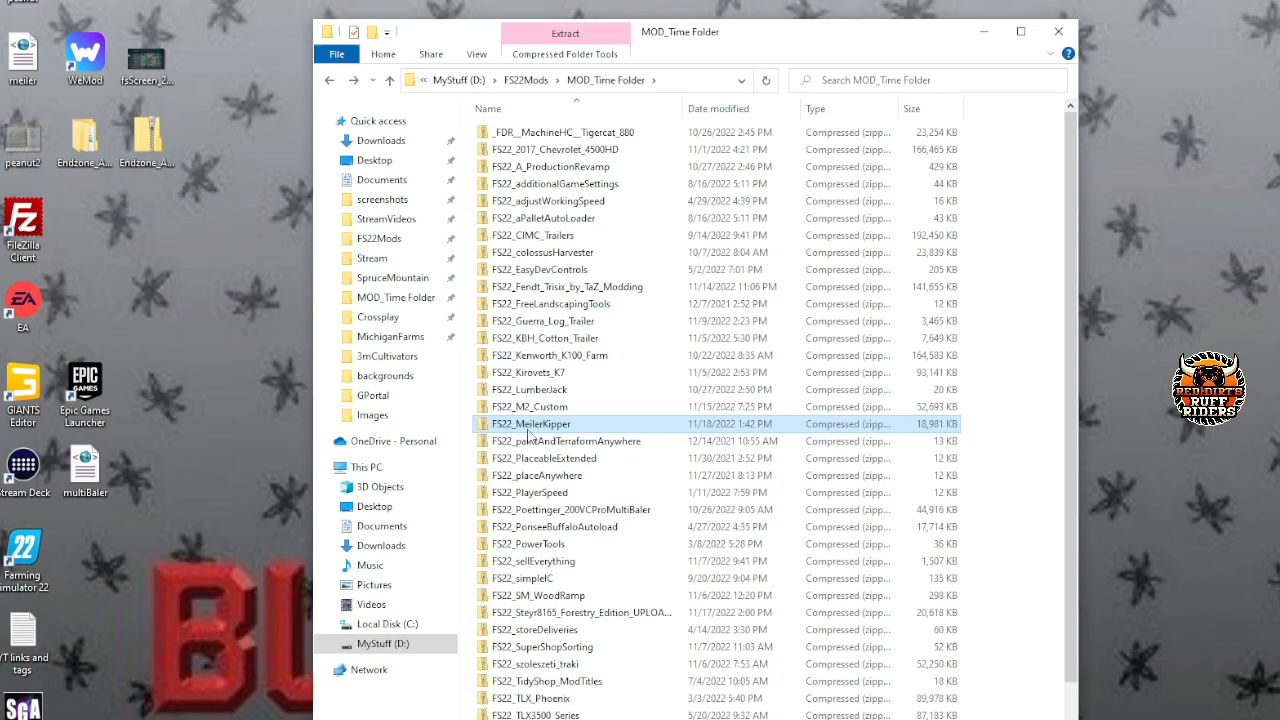 meiler
WeMod
fsScreen_2...
peanut2
Endzone_A...
Endzone_A...
FileZilla
Client
EA
GIANTS
Editor
EPIC
GAMES
Epic Games
Launcher
Stream Deck
multiBaler
22
Farming
Simulator 22
YT links and
tags
SGA
Extract
MOD_Time Folder
File
Home
Share
View
Compressed Folder Tools
« MyStuff (D:) > FS22Mods > MOD_Time Folder >
Search MOD_Time Folder
Quick access
Downloads
Desktop
Documents
screenshots
StreamVideos
FS22Mods
Stream
SpruceMountain
MOD_Time Folder
Crossplay
MichiganFarms
3mCultivators
backgrounds
GPortal
Images
OneDrive - Personal
This PC
3D Objects
Desktop
Documents
Downloads
Music
Pictures
Videos
Local Disk (C:)
MyStuff (D:)
Network
Name Date modified Type Size
_FDR__MachineHC__Tigercat_880 10/26/2022 2:45 PM Compressed (zipp... 23,254 KB
FS22_2017_Chevrolet_4500HD 11/1/2022 4:21 PM Compressed (zipp... 166,465 KB
FS22_A_ProductionRevamp 10/27/2022 2:46 PM Compressed (zipp... 429 KB
FS22_additionalGameSettings 8/16/2022 5:11 PM Compressed (zipp... 44 KB
FS22_adjustWorkingSpeed 4/29/2022 4:39 PM Compressed (zipp... 16 KB
FS22_aPalletAutoLoader 8/16/2022 5:11 PM Compressed (zipp... 43 KB
FS22_CIMC_Trailers 9/14/2022 9:41 PM Compressed (zipp... 192,450 KB
FS22_colossusHarvester 10/7/2022 8:04 AM Compressed (zipp... 23,839 KB
FS22_EasyDevControls 5/2/2022 7:01 PM Compressed (zipp... 205 KB
FS22_Fendt_Trisix_by_TaZ_Modding 11/14/2022 11:06 PM Compressed (zipp... 141,655 KB
FS22_FreeLandscapingTools 12/7/2021 2:52 PM Compressed (zipp... 12 KB
FS22_Guerra_Log_Trailer 11/9/2022 2:23 PM Compressed (zipp... 3,465 KB
FS22_KBH_Cotton_Trailer 11/5/2022 5:30 PM Compressed (zipp... 7,649 KB
FS22_Kenworth_K100_Farm 10/22/2022 8:35 AM Compressed (zipp... 164,583 KB
FS22_Kirovets_K7 11/5/2022 2:53 PM Compressed (zipp... 93,141 KB
FS22_LumberJack 10/27/2022 2:50 PM Compressed (zipp... 20 KB
FS22_M2_Custom 11/15/2022 7:25 PM Compressed (zipp... 52,693 KB
FS22_MeilerKipper 11/18/2022 1:42 PM Compressed (zipp... 18,981 KB
FS22_paintAndTerraformAnywhere 12/14/2021 10:55 AM Compressed (zipp... 13 KB
FS22_PlaceableExtended 11/30/2021 2:52 PM Compressed (zipp... 12 KB
FS22_placeAnywhere 11/27/2021 8:13 PM Compressed (zipp... 12 KB
FS22_PlayerSpeed 1/11/2022 7:59 PM Compressed (zipp... 12 KB
FS22_Poettinger_200VCProMultiBaler 10/26/2022 9:05 AM Compressed (zipp... 44,916 KB
FS22_PonseeBuffaloAutoload 4/27/2022 4:35 PM Compressed (zipp... 17,714 KB
FS22_PowerTools 3/8/2022 5:28 PM Compressed (zipp... 36 KB
FS22_sellEverything 11/7/2022 9:41 PM Compressed (zipp... 1,507 KB
FS22_simpleIC 9/20/2022 9:04 PM Compressed (zipp... 135 KB
FS22_SM_WoodRamp 11/6/2022 12:20 PM Compressed (zipp... 298 KB
FS22_Steyr8165_Forestry_Edition_UPLOA... 11/17/2022 2:00 PM Compressed (zipp... 20,618 KB
FS22_storeDeliveries 4/14/2022 3:30 PM Compressed (zipp... 60 KB
FS22_SuperShopSorting 11/7/2022 11:03 AM Compressed (zipp... 52 KB
FS22_szoleszeti_traki 11/6/2022 7:53 AM Compressed (zipp... 52,250 KB
FS22_TidyShop_ModTitles 7/4/2022 10:05 AM Compressed (zipp... 18 KB
FS22_TLX_Phoenix 3/3/2022 5:40 PM Compressed (zipp... 89,978 KB
FS22_TLX3500_Series 5/20/2022 9:32 AM Compressed (zipp... 87,183 KB
RED DIRT'S
RUFF
RIDERS